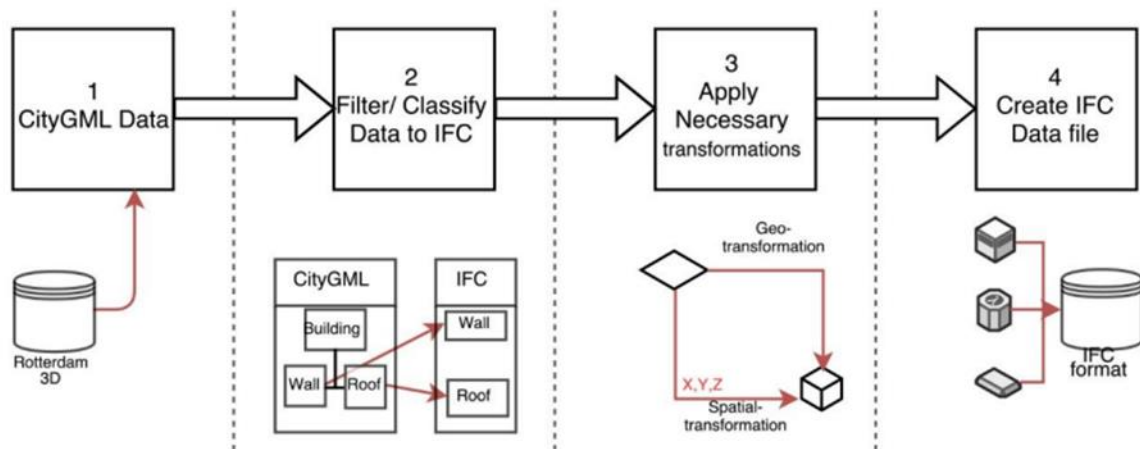 1
CityGML Data
2
Filter/ Classify
Data to IFC
3
Apply
Necessary
transformations
4
Create IFC
Data file
Rotterdam
3D
CityGML
Building
Wall
Roof
IFC
Wall
Roof
Geo-
transformation
X,Y,Z
Spatial-
transformation
IFC
format